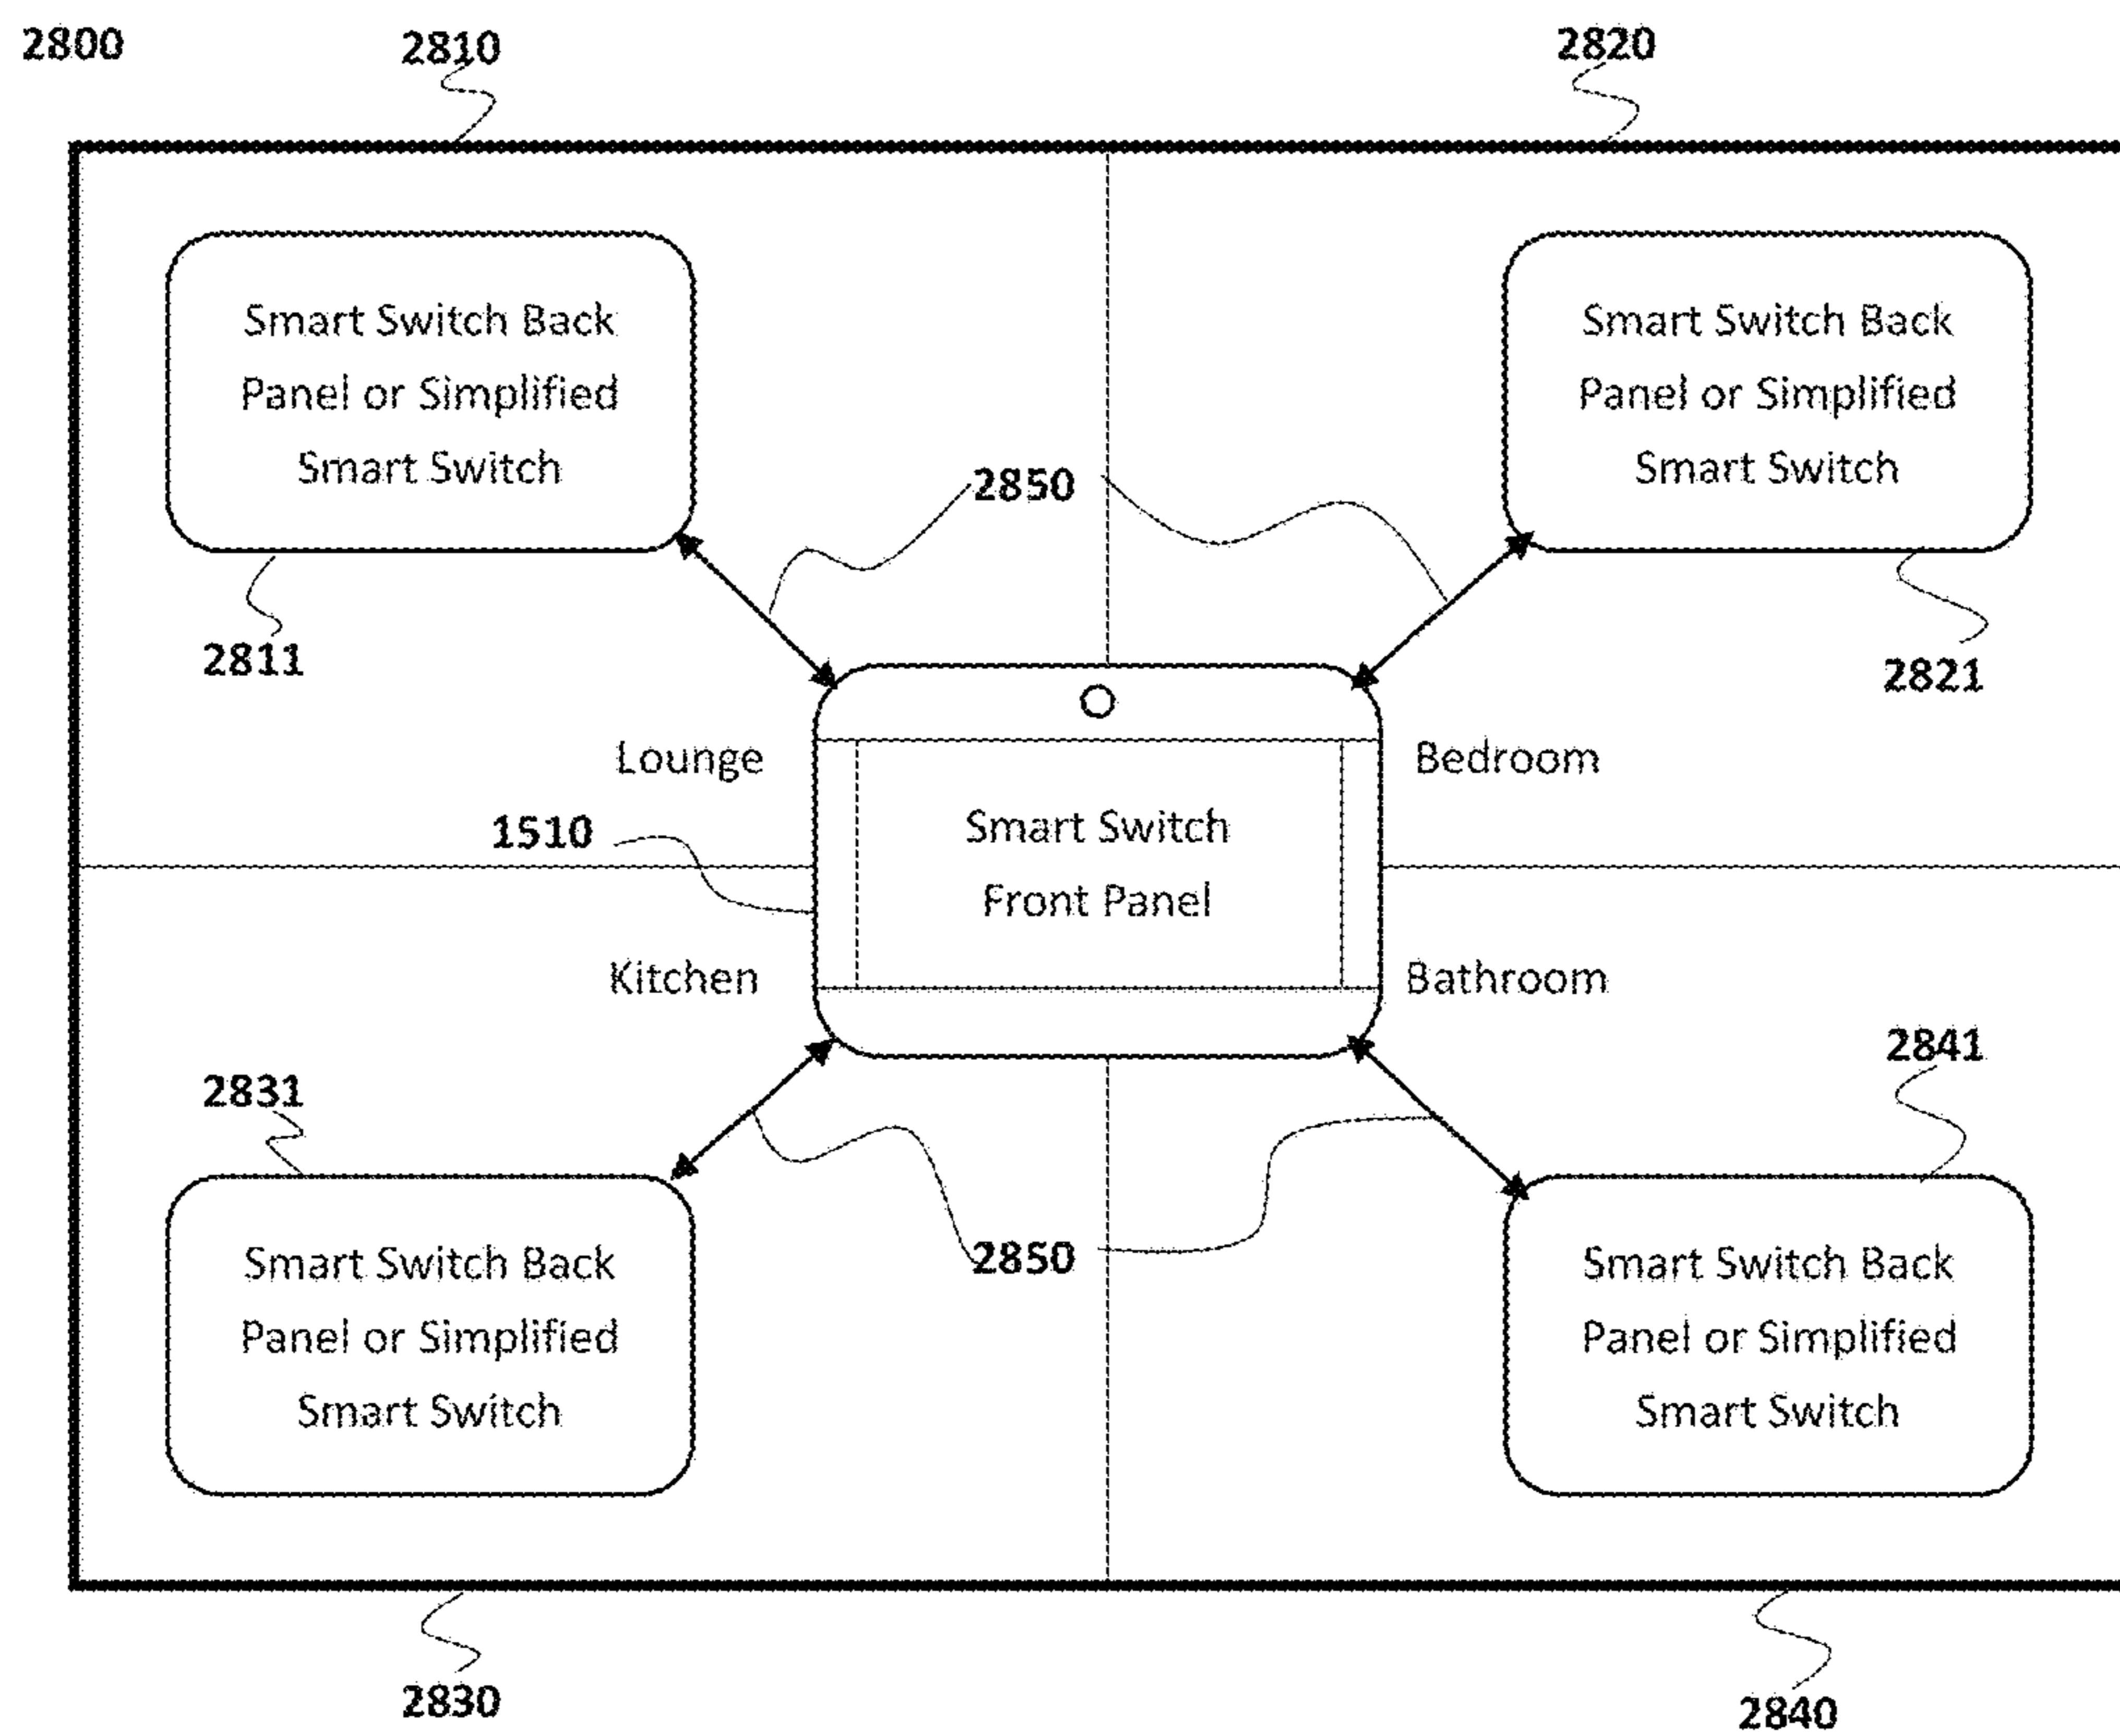 2800
2810
2820
Smart Switch Back
Panel or Simplified
Smart Switch
Smart Switch Back
Panel or Simplified
Smart Switch
2850
2811
2821
Lounge
Bedroom
1510
Smart Switch
Front Panel
Kitchen
Bathroom
2831
2841
2850
Smart Switch Back
Panel or Simplified
Smart Switch
Smart Switch Back
Panel or Simplified
Smart Switch
2830
2840